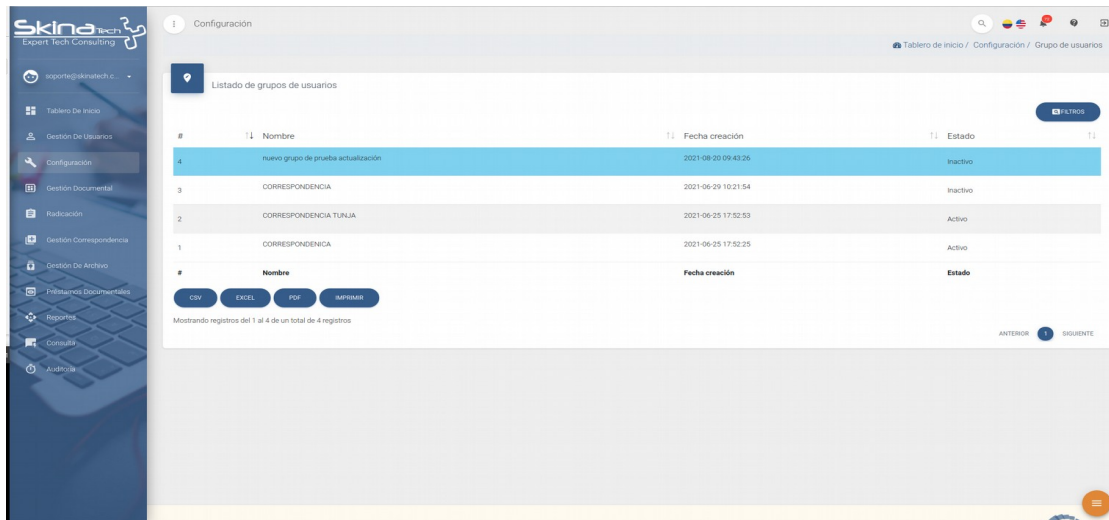 SkinaTech
Expert Tech Consulting
soporte@skinatech.c...
Tablero De Inicio
Gestión De Usuarios
Configuración
Gestión Documental
Radicación
Gestión Correspondencia
Gestión De Archivo
Préstamos Documentales
Reportes
Consulta
Auditoría
Configuración
Tablero de inicio / Configuración / Grupo de usuarios
Listado de grupos de usuarios
FILTROS
# Nombre Fecha creación Estado
4 nuevo grupo de prueba actualización 2021-08-20 09:43:26 Inactivo
3 CORRESPONDENCIA 2021-06-29 10:21:54 Inactivo
2 CORRESPONDENCIA TUNJA 2021-06-25 17:52:53 Activo
1 CORRESPONDENICA 2021-06-25 17:52:25 Activo
# Nombre Fecha creación Estado
CSV EXCEL PDF IMPRIMIR
Mostrando registros del 1 al 4 de un total de 4 registros
ANTERIOR 1 SIGUIENTE